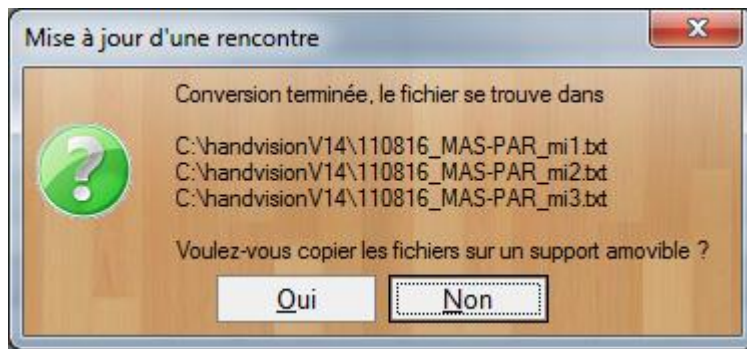 Mise à jour d'une rencontre
Conversion terminée, le fichier se trouve dans
C:\handvisionV14\110816_MAS-PAR_mi1.txt
C:\handvisionV14\110816_MAS-PAR_mi2.txt
C:\handvisionV14\110816_MAS-PAR_mi3.txt
Voulez-vous copier les fichiers sur un support amovible ?
Oui Non